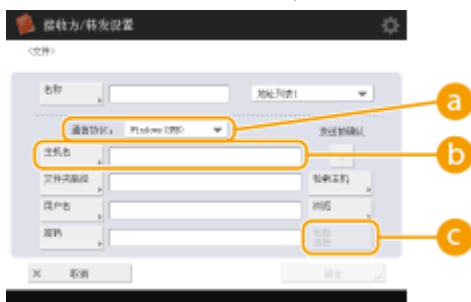 接收方/转发设置
<文件>
名称
地址列表1
通信协议:
Windows (SMB)
发送前确认
主机名
文件夹路径
检索主机
用户名
浏览
密码
检查
连接
× 取消
确定
a
b
c